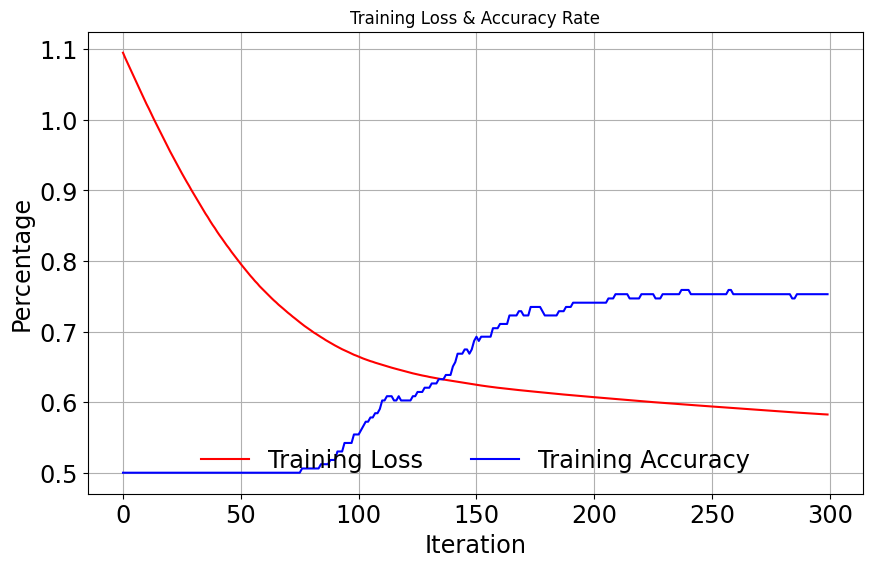 Training Loss & Accuracy Rate
1.1
1.0
0.9
0.8
0.7
0.6
0.5
Percentage
Training Loss Training Accuracy
0 50 100 150 200 250 300
Iteration